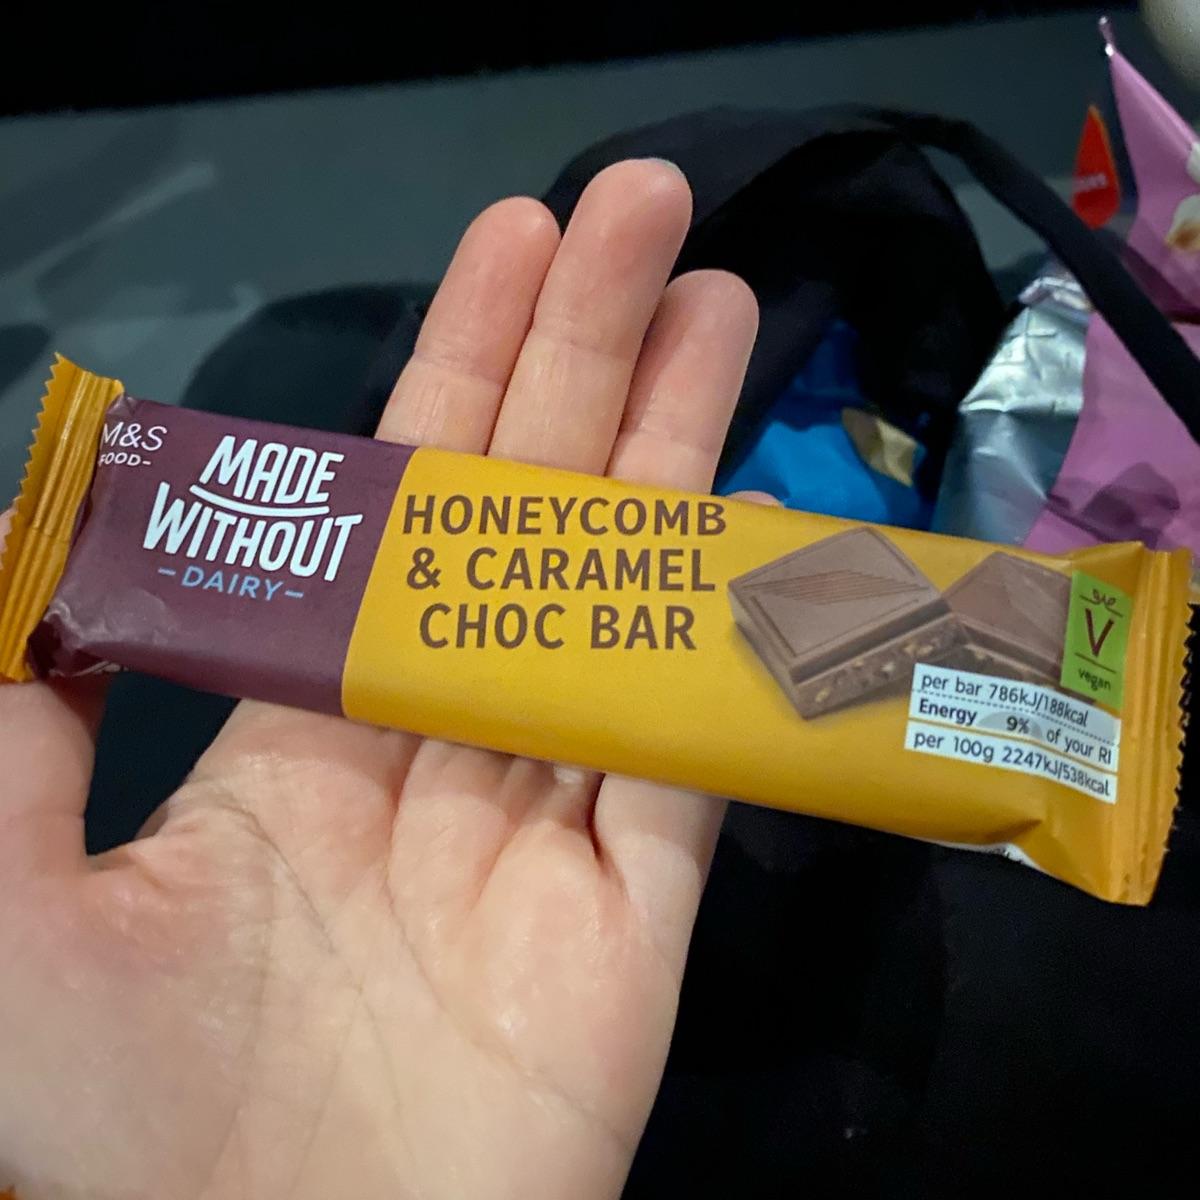 M&S
FOOD-
MADE
WITHOUT
-DAIRY-
HONEYCOMB
& CARAMEL
CHOC BAR
V
vegan
per bar 786kJ/188kcal
Energy 9% of your RI
per 100g 2247kJ/538kcal